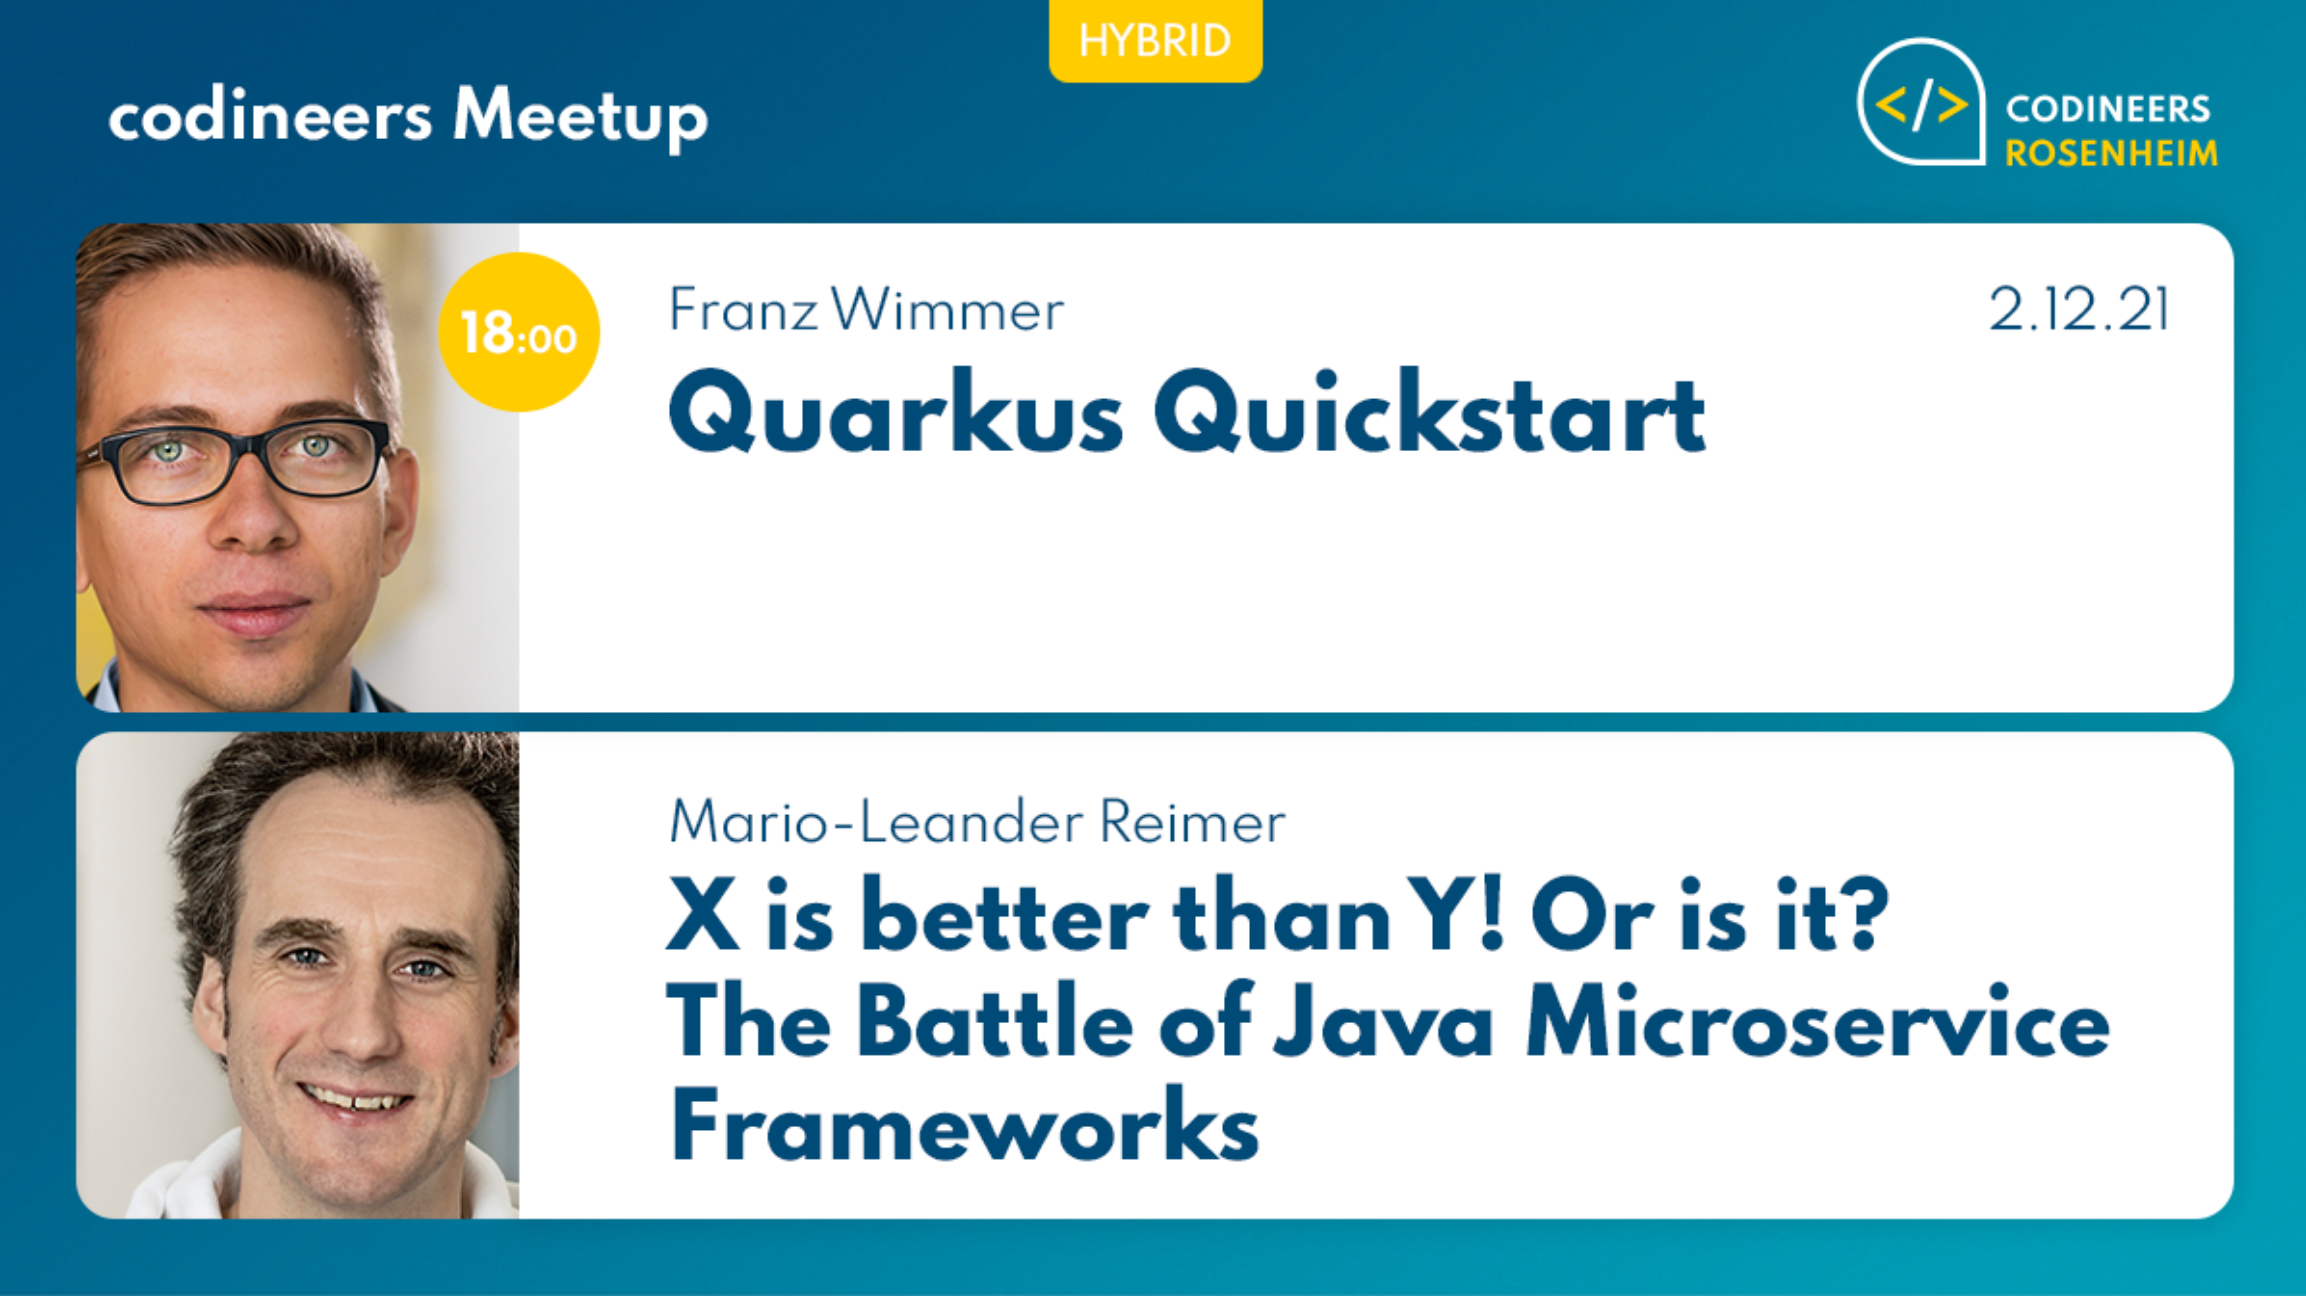 HYBRID
codineers Meetup
</>
CODINEERS
ROSENHEIM
18:00
Franz Wimmer
2.12.21
Quarkus Quickstart
Mario-Leander Reimer
X is better than Y! Or is it?
The Battle of Java Microservice
Frameworks